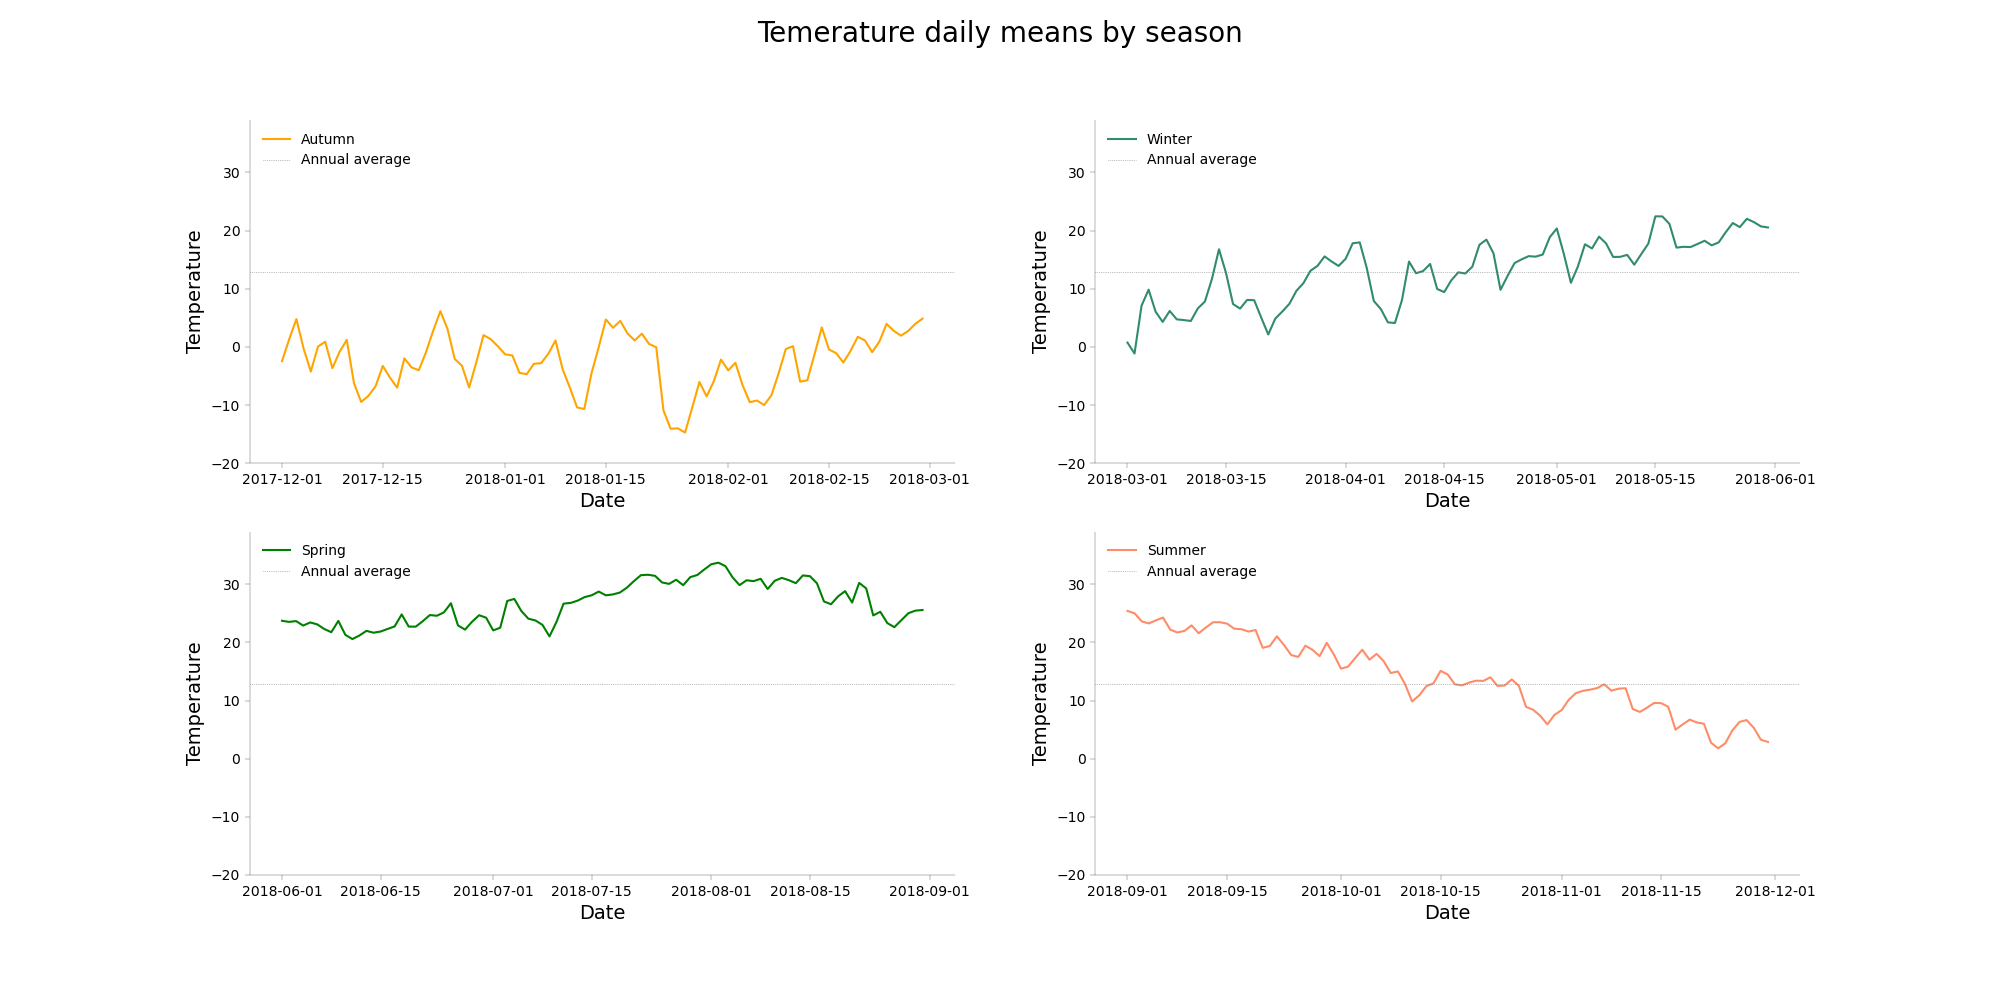 Temerature daily means by season
Autumn
Annual average
30
20
10
0
−10
−20
Temperature
2017-12-01 2017-12-15 2018-01-01 2018-01-15 2018-02-01 2018-02-15 2018-03-01
Date
Winter
Annual average
30
20
10
0
−10
−20
Temperature
2018-03-01 2018-03-15 2018-04-01 2018-04-15 2018-05-01 2018-05-15 2018-06-01
Date
Spring
Annual average
30
20
10
0
−10
−20
Temperature
2018-06-01 2018-06-15 2018-07-01 2018-07-15 2018-08-01 2018-08-15 2018-09-01
Date
Summer
Annual average
30
20
10
0
−10
−20
Temperature
2018-09-01 2018-09-15 2018-10-01 2018-10-15 2018-11-01 2018-11-15 2018-12-01
Date